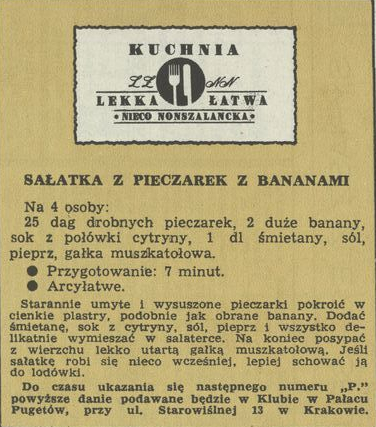 KUCHNIA
ŁŻ NN
LEKKA ŁATWA
• NIECO NONSZALANCKA •
SAŁATKA Z PIECZAREK Z BANANAMI
Na 4 osoby:
25 dag drobnych pieczarek, 2 duże banany,
sok z połówki cytryny, 1 dl śmietany, sól,
pieprz, gałka muszkatołowa.
● Przygotowanie: 7 minut.
● Arcyłatwe.
Starannie umyte i wysuszone pieczarki pokroić w
cienkie plastry, podobnie jak obrane banany. Dodać
śmietanę, sok z cytryny, sól, pieprz i wszystko de-
likatnie wymieszać w salaterce. Na koniec posypać
z wierzchu lekko utartą gałką muszkatołową. Jeśli
sałatkę robi się nieco wcześniej, lepiej schować ją
do lodówki.
Do czasu ukazania się następnego numeru „P."
powyższe danie podawane będzie w Klubie w Pałacu
Pugetów, przy ul. Starowiślnej 13 w Krakowie.